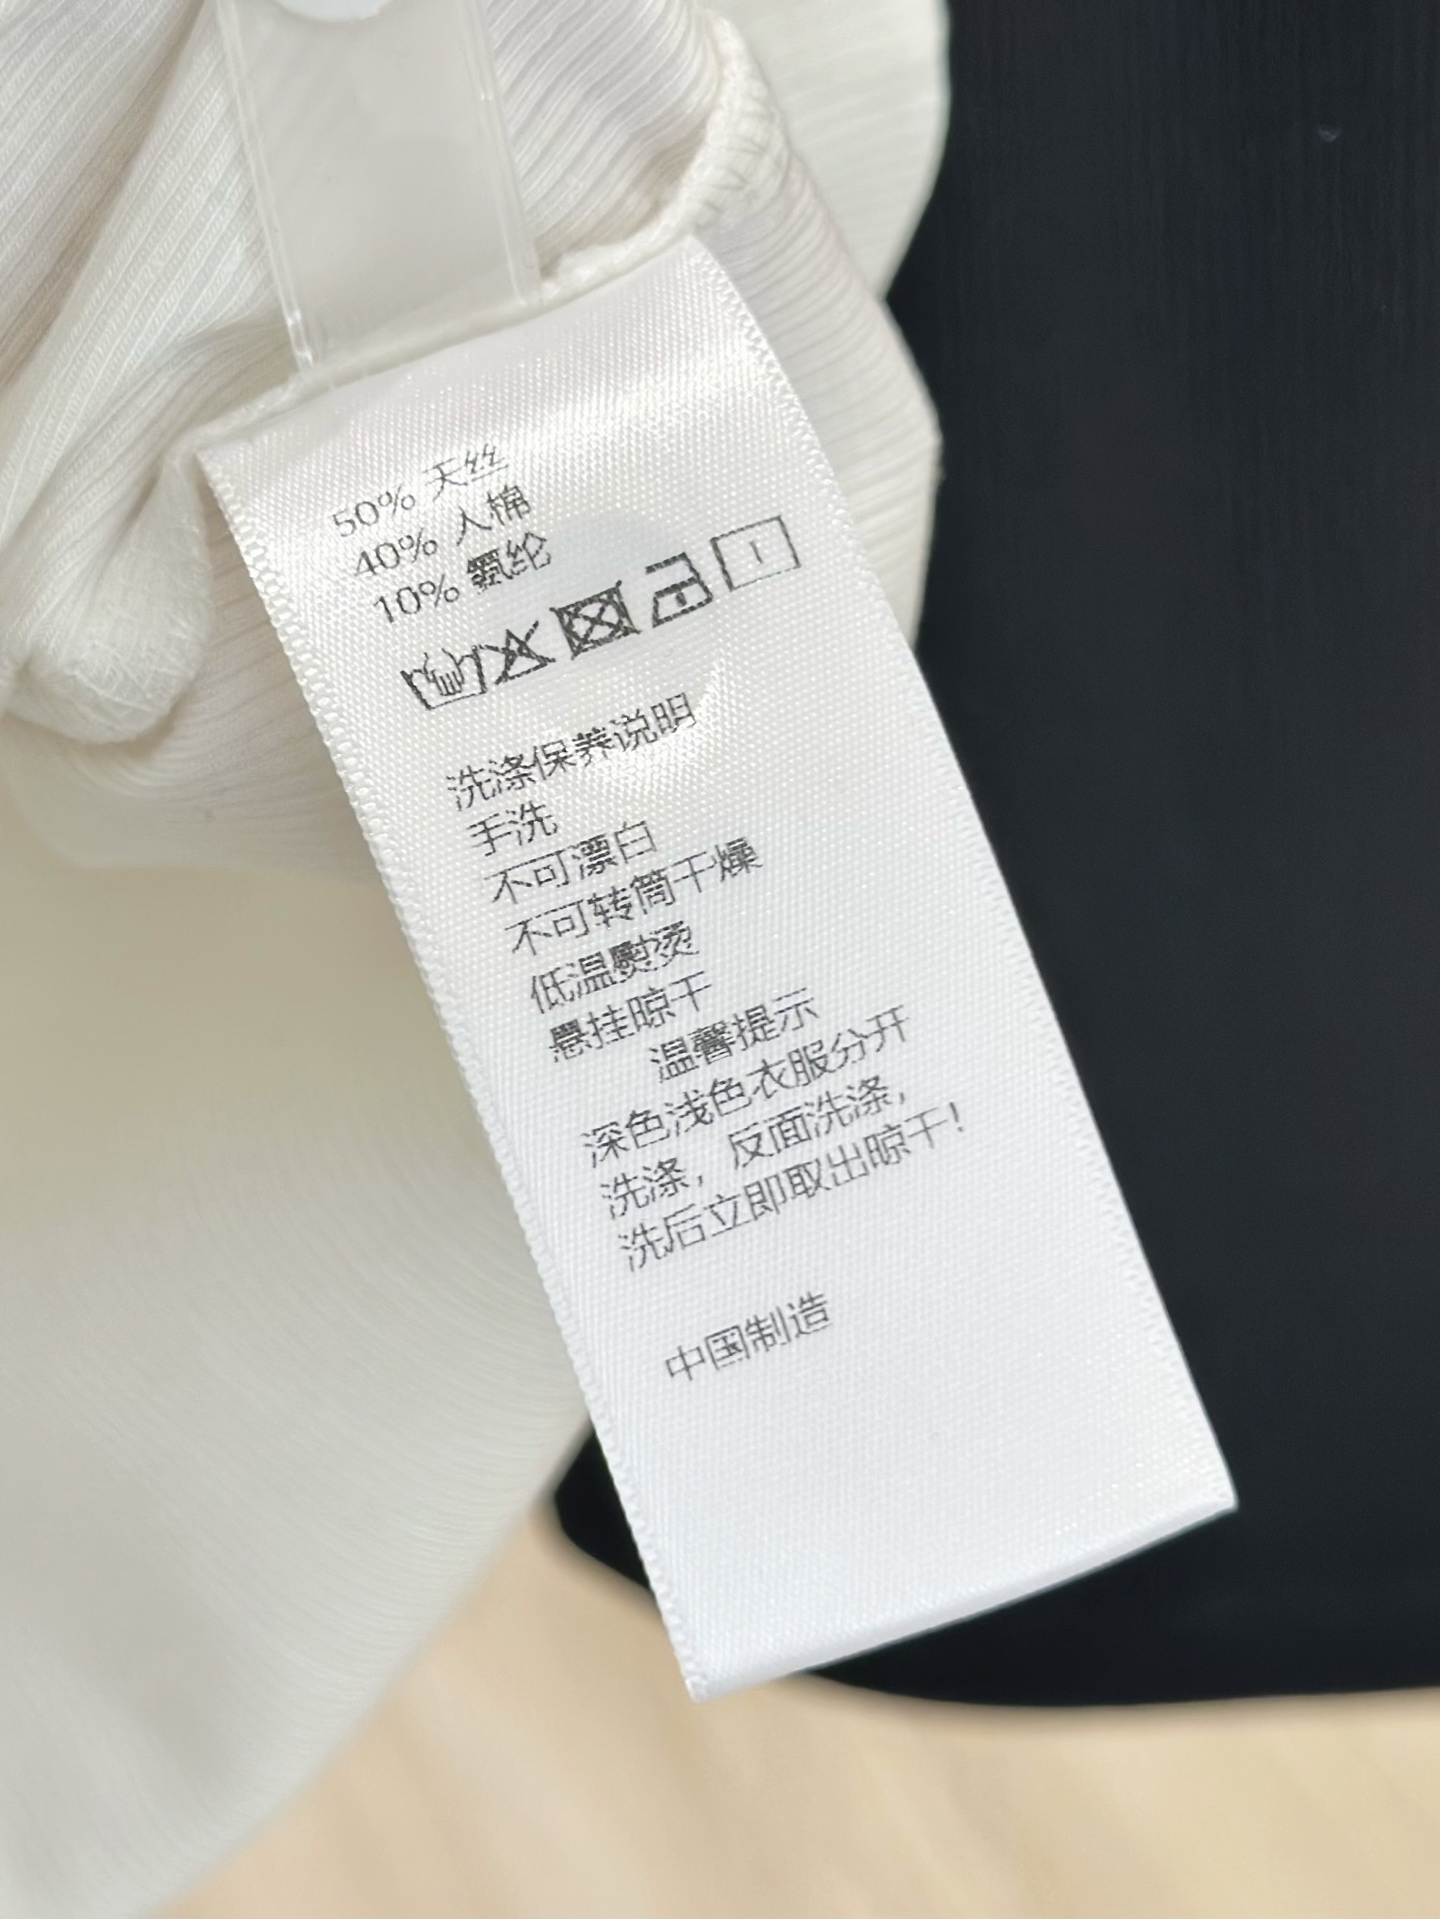 50% 天丝
40% 人棉
10% 氨纶
洗涤保养说明
手洗
不可漂白
不可转筒干燥
低温熨烫
悬挂晾干
温馨提示
深色浅色衣服分开
洗涤，反面洗涤，
洗后立即取出晾干！
中国制造